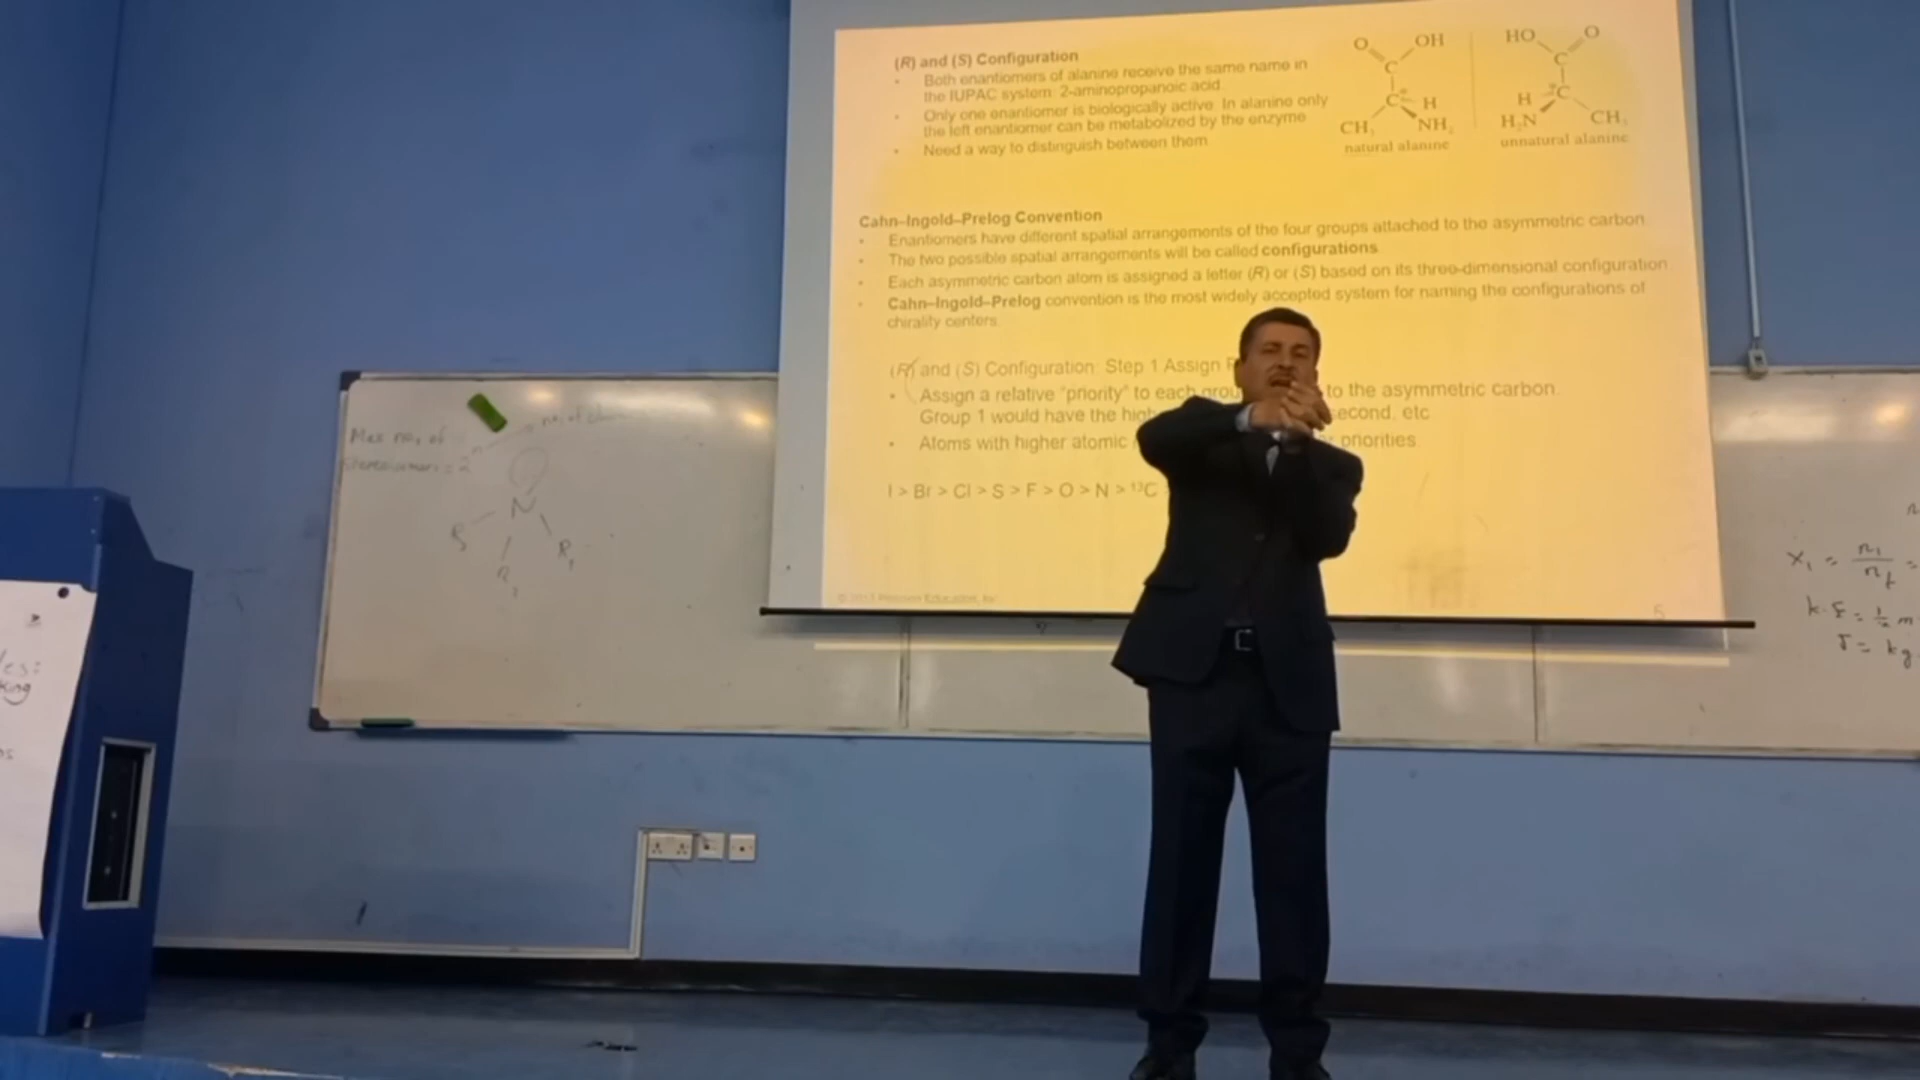 (R) and (S) Configuration
• Both enantiomers of alanine receive the same name in
the IUPAC system: 2-aminopropanoic acid.
• Only one enantiomer is biologically active. In alanine only
the left enantiomer can be metabolized by the enzyme
• Need a way to distinguish between them
O OH
C
C* H
CH₃ NH₂
natural alanine
HO O
C
H *C
H₂N CH₃
unnatural alanine
Cahn–Ingold–Prelog Convention
• Enantiomers have different spatial arrangements of the four groups attached to the asymmetric carbon
• The two possible spatial arrangements will be called configurations
• Each asymmetric carbon atom is assigned a letter (R) or (S) based on its three-dimensional configuration
• Cahn–Ingold–Prelog convention is the most widely accepted system for naming the configurations of
chirality centers.
(R) and (S) Configuration: Step 1 Assign
• Assign a relative "priority" to each to the asymmetric carbon.
Group 1 would have the etc
• Atoms with higher atomic priorities
I > Br > Cl > S > F > O > N > ¹³C
5
Max no. of
= 2
N
R₁
X₁ = n₁